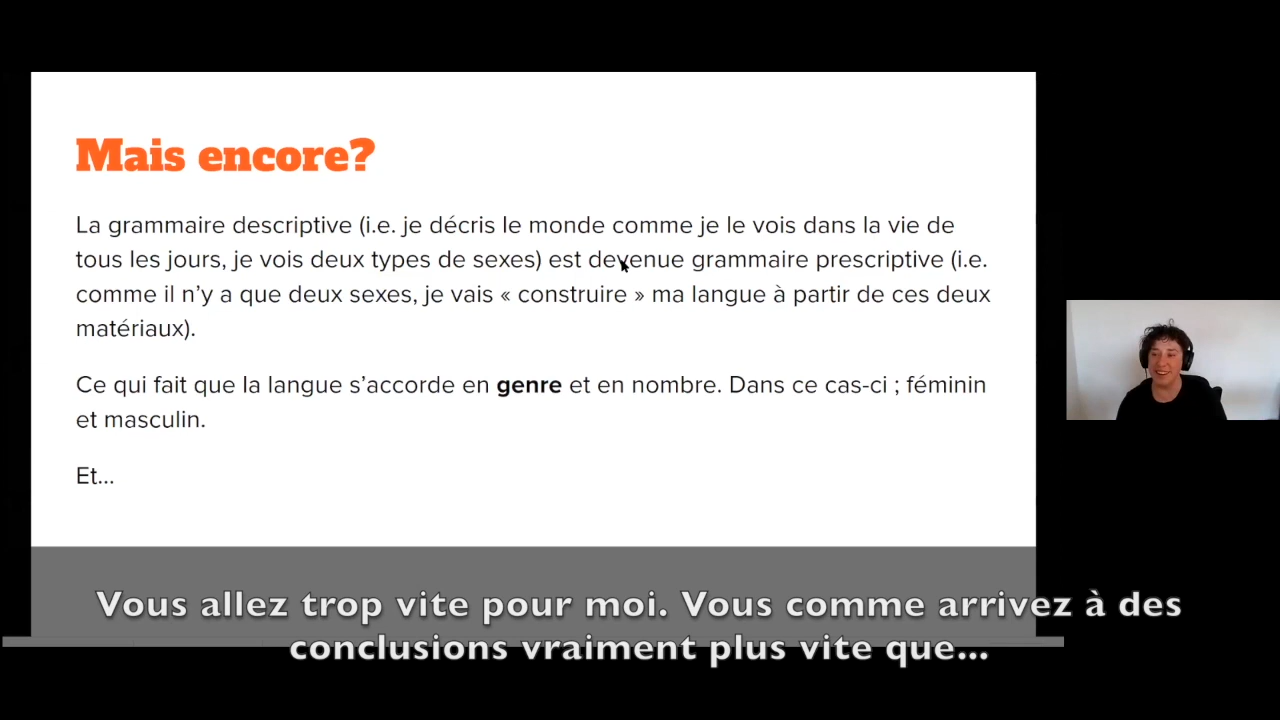 Mais encore?
La grammaire descriptive (i.e. je décris le monde comme je le vois dans la vie de
tous les jours, je vois deux types de sexes) est devenue grammaire prescriptive (i.e.
comme il n’y a que deux sexes, je vais « construire » ma langue à partir de ces deux
matériaux).
Ce qui fait que la langue s’accorde en genre et en nombre. Dans ce cas-ci ; féminin
et masculin.
Et...
Vous allez trop vite pour moi. Vous comme arrivez à des
conclusions vraiment plus vite que...